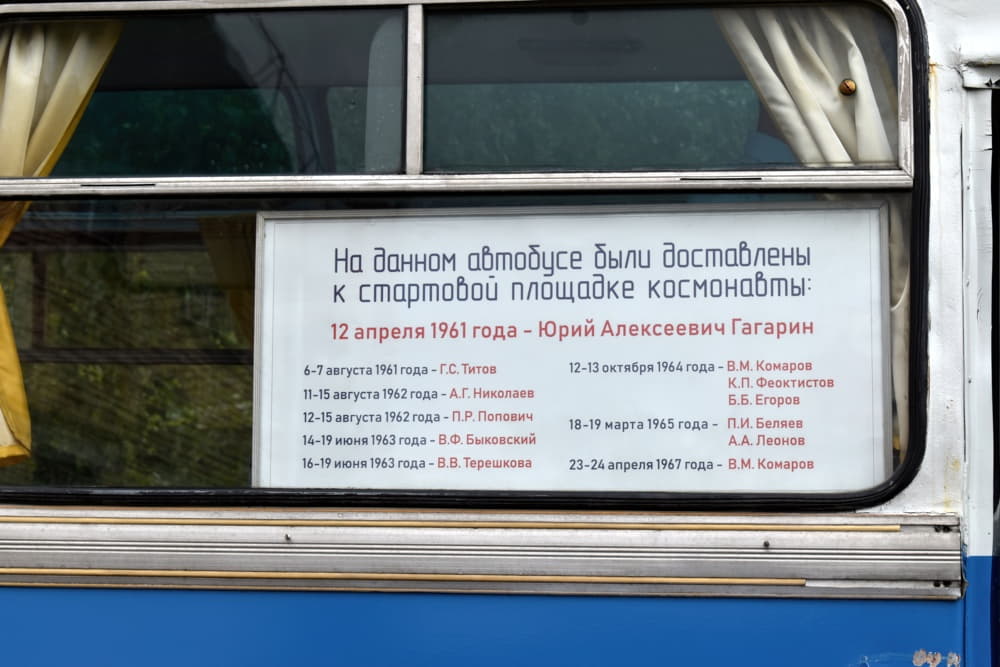 На данном автобусе были доставлены
к стартовой площадке космонавты:
12 апреля 1961 года – Юрий Алексеевич Гагарин
6-7 августа 1961 года – Г.С. Титов
11-15 августа 1962 года – А.Г. Николаев
12-15 августа 1962 года – П.Р. Попович
14-19 июня 1963 года – В.Ф. Быковский
16-19 июня 1963 года – В.В. Терешкова
12-13 октября 1964 года – В.М. Комаров
К.П. Феоктистов
Б.Б. Егоров
18-19 марта 1965 года – П.И. Беляев
А.А. Леонов
23-24 апреля 1967 года – В.М. Комаров